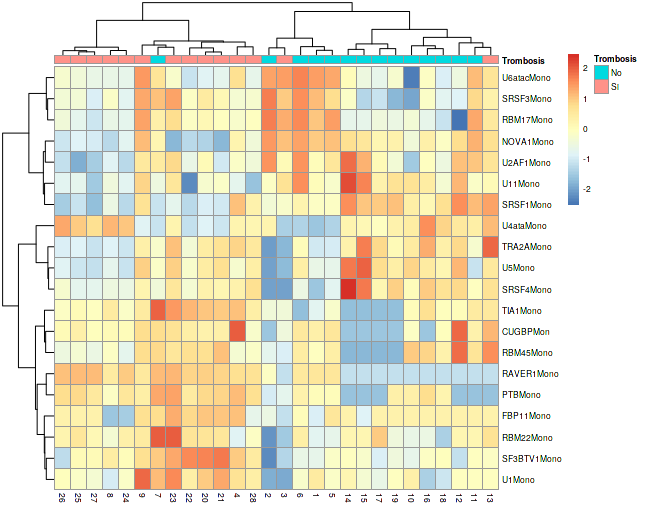 Trombosis
U6atacMono
SRSF3Mono
RBM17Mono
NOVA1Mono
U2AF1Mono
U11Mono
SRSF1Mono
U4ataMono
TRA2AMono
U5Mono
SRSF4Mono
TIA1Mono
CUGBPMon
RBM45Mono
RAVER1Mono
PTBMono
FBP11Mono
RBM22Mono
SF3BTV1Mono
U1Mono
26 25 27 8 24 9 7 23 22 20 21 4 28 2 3 6 1 5 14 15 17 19 10 16 18 12 11 13
2
1
0
-1
-2
Trombosis
No
SI